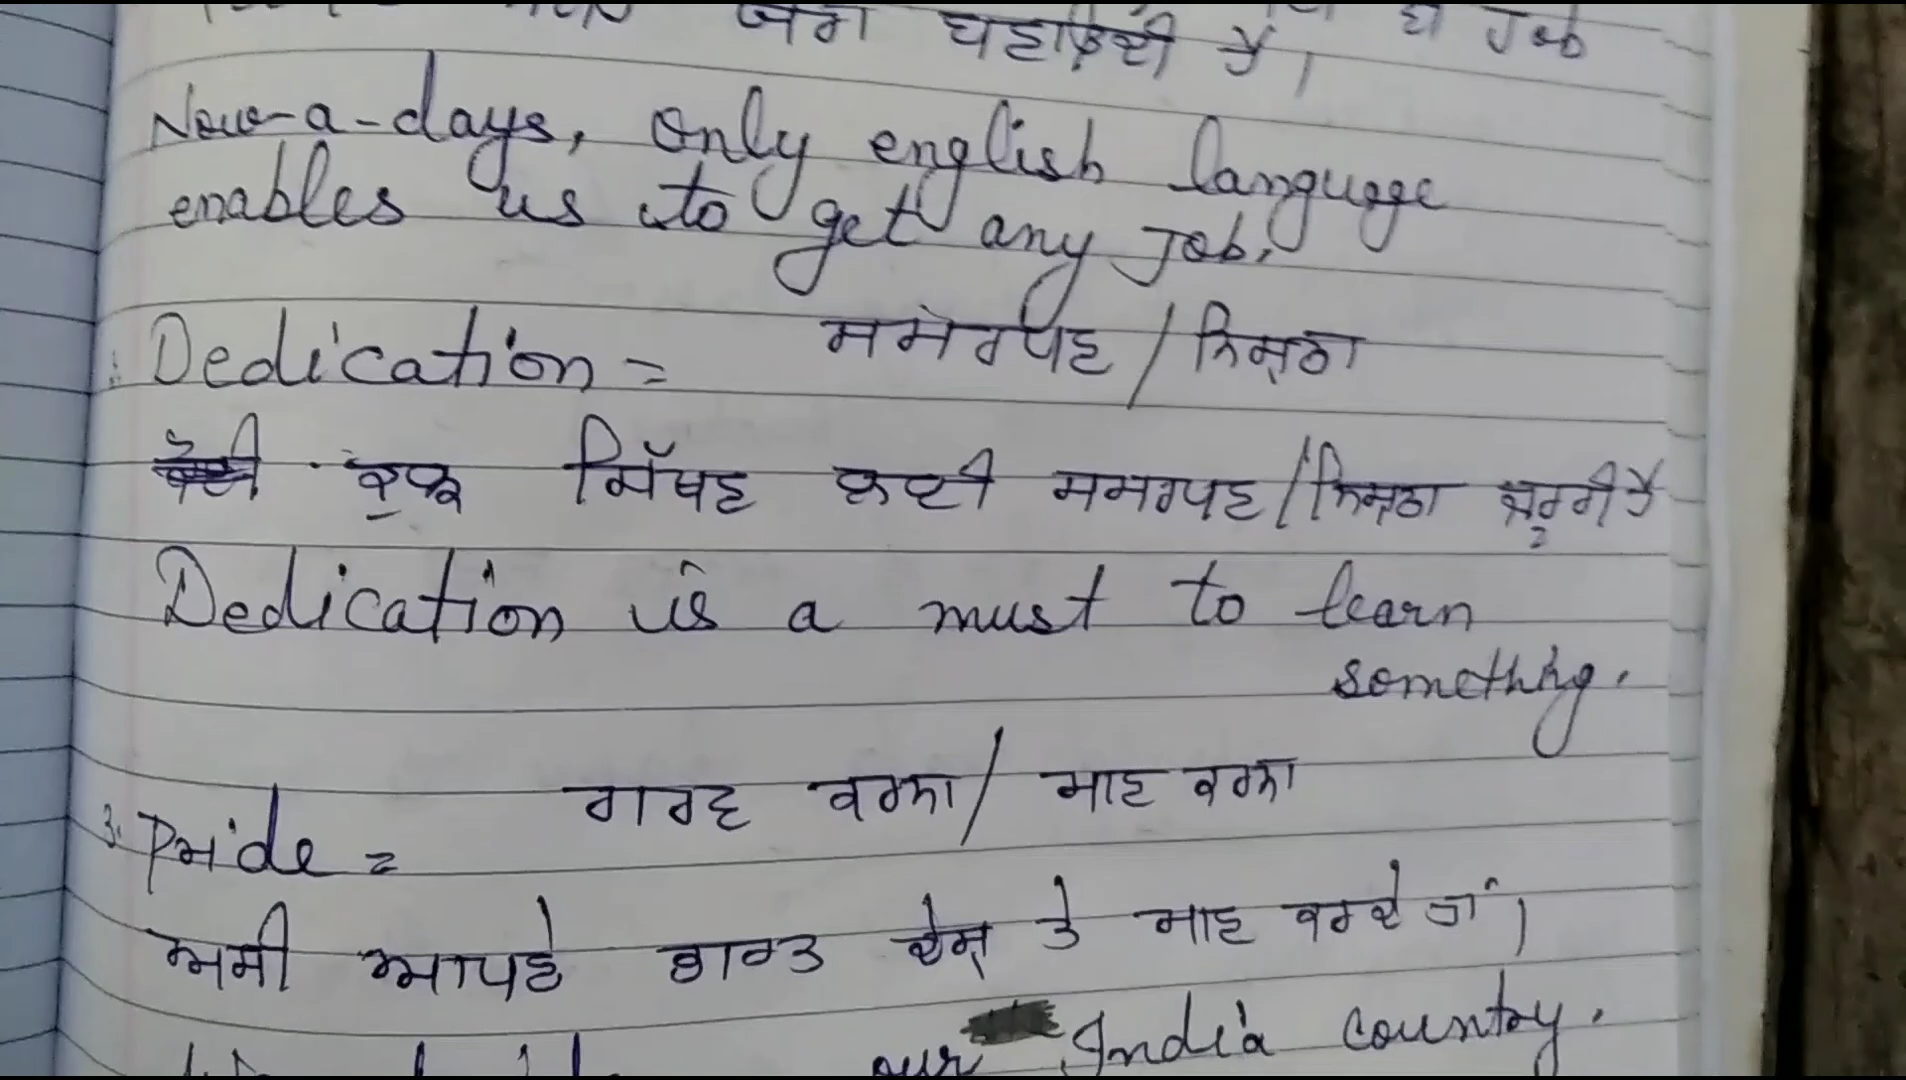 ਹੈ।
Job
Now-a-days, Only english language
enables us to get any Job.
Dedication = ਸਮਰਪਣ / ਨਿਸ਼ਠਾ
ਕੁਝ ਸਿੱਖਣ ਲਈ ਸਮਰਪਣ/ਨਿਸ਼ਠਾ ਜ਼ਰੂਰੀ ਹੈ
Dedication is a must to learn
something.
3. Pride = ਗਰਵ ਕਰਨਾ / ਮਾਣ ਕਰਨਾ
ਅਸੀ ਆਪਣੇ ਭਾਰਤ ਦੇਸ਼ ਤੇ ਮਾਣ ਕਰਦੇ ਹਾਂ।
our India country.